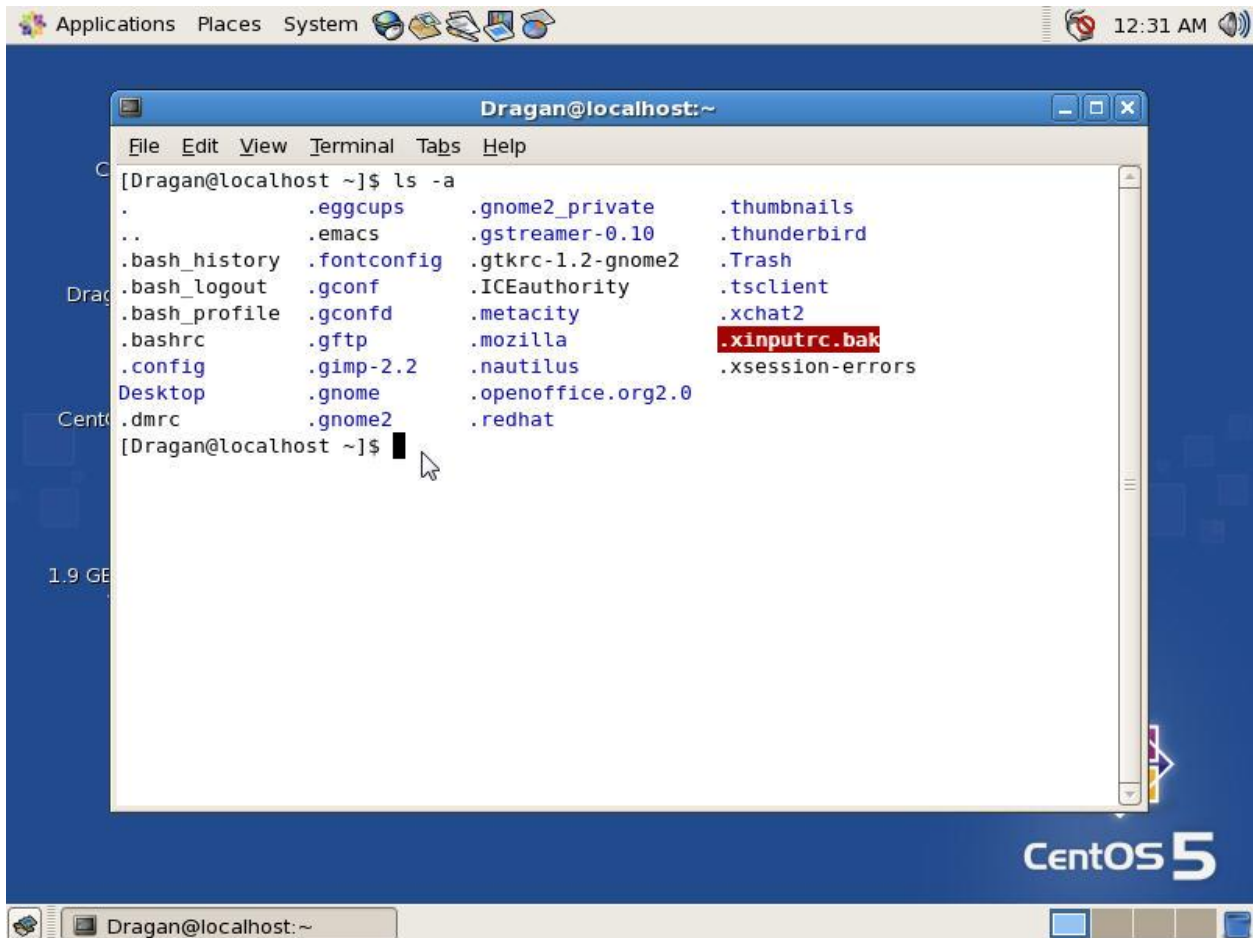 Applications Places System 12:31 AM
Dragan@localhost:~
File Edit View Terminal Tabs Help
[Dragan@localhost ~]$ ls -a
. .eggcups .gnome2_private .thumbnails
.. .emacs .gstreamer-0.10 .thunderbird
.bash_history .fontconfig .gtkrc-1.2-gnome2 .Trash
.bash_logout .gconf .ICEauthority .tsclient
.bash_profile .gconfd .metacity .xchat2
.bashrc .gftp .mozilla .xinputrc.bak
.config .gimp-2.2 .nautilus .xsession-errors
Desktop .gnome .openoffice.org2.0
.dmrc .gnome2 .redhat
[Dragan@localhost ~]$
1.9
CentOS 5
Dragan@localhost:~